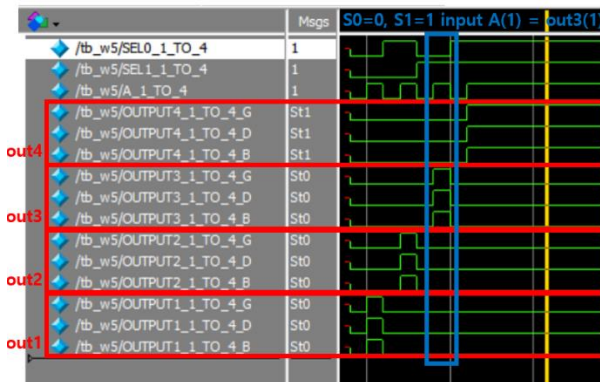 Msgs S0=0, S1=1 input A(1) = out3(1)
/tb_w5/SEL0_1_TO_4 1
/tb_w5/SEL1_1_TO_4 1
/tb_w5/A_1_TO_4 1
/tb_w5/OUTPUT4_1_TO_4_G St1
/tb_w5/OUTPUT4_1_TO_4_D St1
out4 /tb_w5/OUTPUT4_1_TO_4_B St1
/tb_w5/OUTPUT3_1_TO_4_G St0
/tb_w5/OUTPUT3_1_TO_4_D St0
out3 /tb_w5/OUTPUT3_1_TO_4_B St0
/tb_w5/OUTPUT2_1_TO_4_G St0
/tb_w5/OUTPUT2_1_TO_4_D St0
out2 /tb_w5/OUTPUT2_1_TO_4_B St0
/tb_w5/OUTPUT1_1_TO_4_G St0
/tb_w5/OUTPUT1_1_TO_4_D St0
out1 /tb_w5/OUTPUT1_1_TO_4_B St0